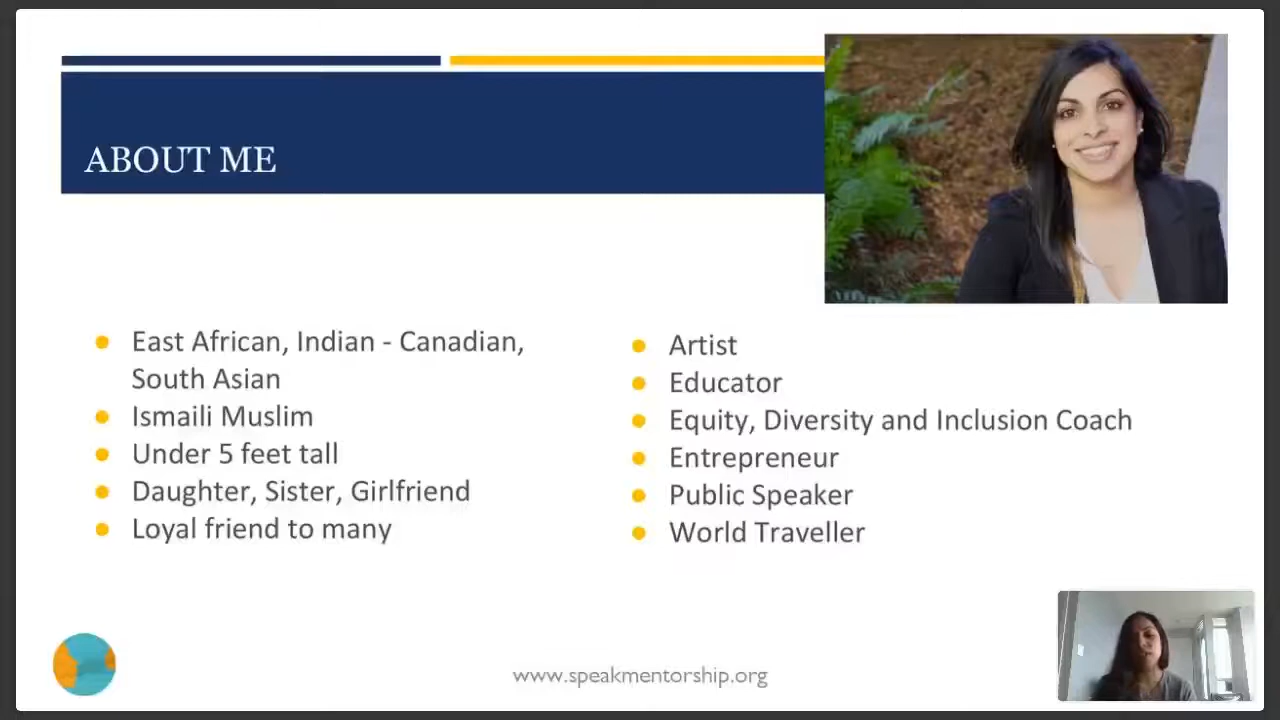 ABOUT ME
East African, Indian - Canadian,
South Asian
Ismaili Muslim
Under 5 feet tall
Daughter, Sister, Girlfriend
Loyal friend to many
Artist
Educator
Equity, Diversity and Inclusion Coach
Entrepreneur
Public Speaker
World Traveller
www.speakmentorship.org